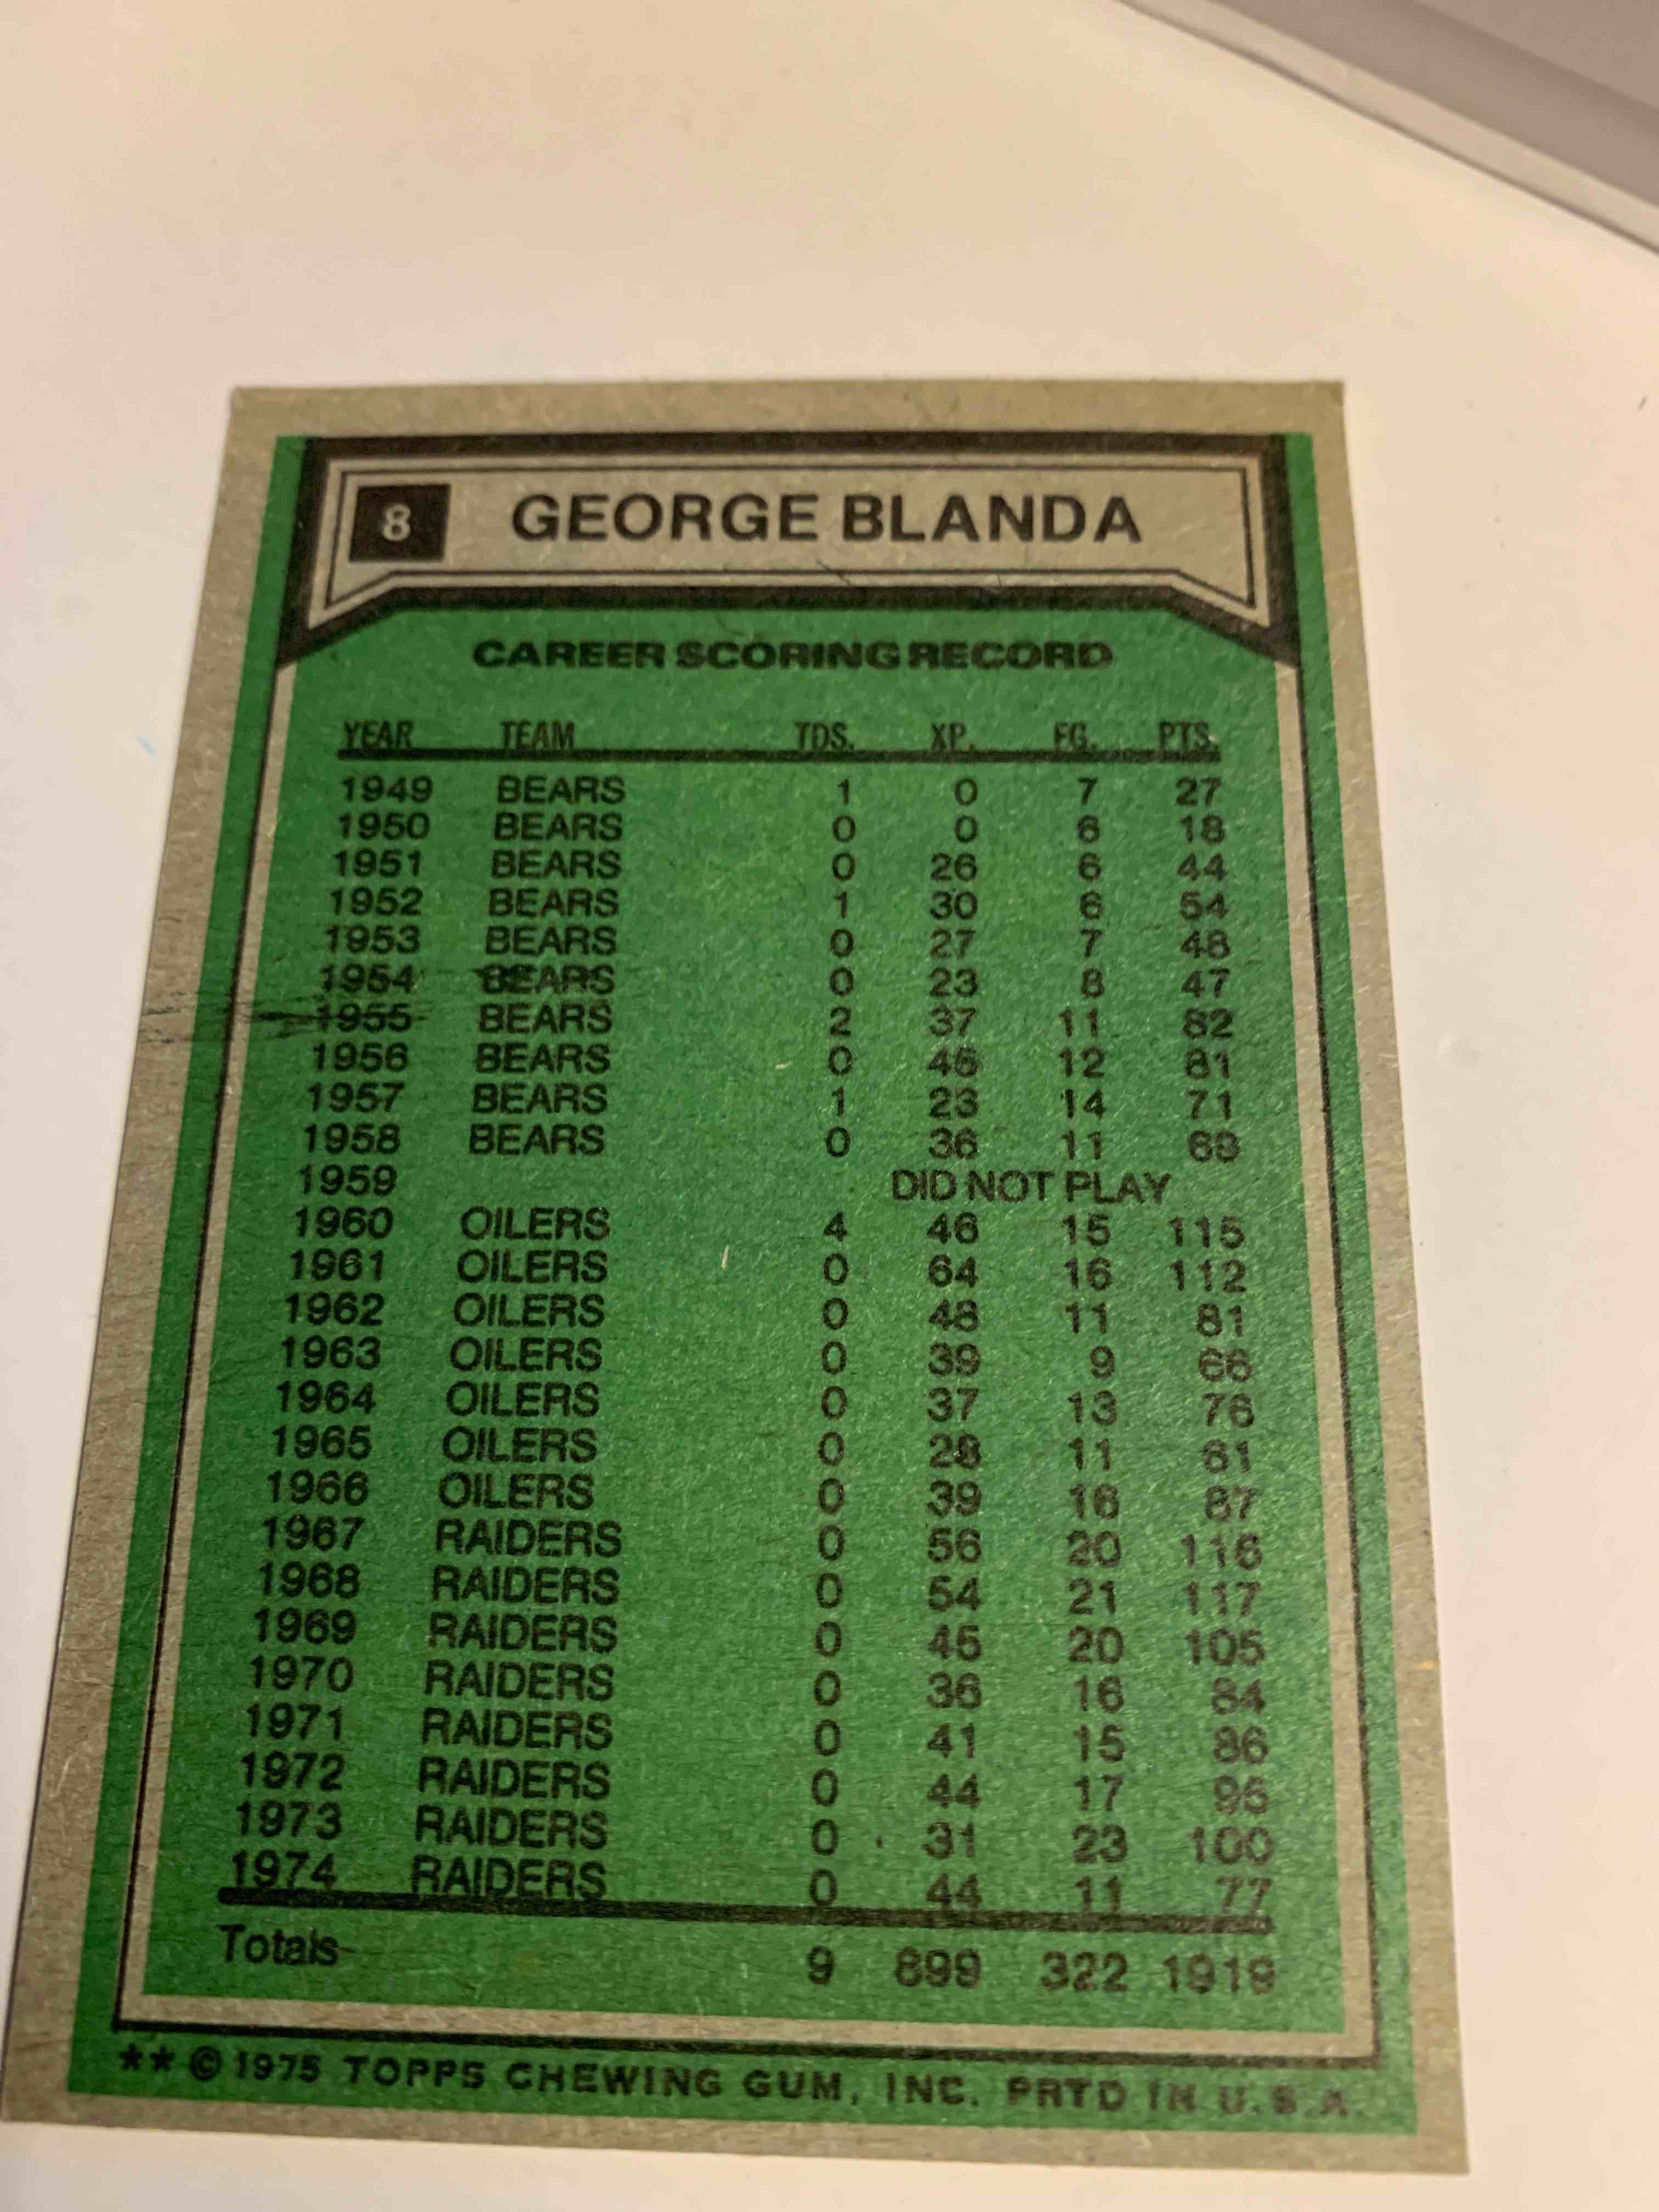 8 GEORGE BLANDA
CAREER SCORING RECORD
YEAR TEAM TDS. XP. FG. PTS.
1949 BEARS 1 0 7 27
1950 BEARS 0 0 6 18
1951 BEARS 0 26 6 44
1952 BEARS 1 30 6 54
1953 BEARS 0 27 7 48
1954 BEARS 0 23 8 47
1955 BEARS 2 37 11 82
1956 BEARS 0 45 12 81
1957 BEARS 1 23 14 71
1958 BEARS 0 36 11 69
1959 DID NOT PLAY
1960 OILERS 4 46 15 115
1961 OILERS 0 64 16 112
1962 OILERS 0 48 11 81
1963 OILERS 0 39 9 66
1964 OILERS 0 37 13 76
1965 OILERS 0 28 11 61
1966 OILERS 0 39 16 87
1967 RAIDERS 0 56 20 116
1968 RAIDERS 0 54 21 117
1969 RAIDERS 0 45 20 105
1970 RAIDERS 0 36 16 84
1971 RAIDERS 0 41 15 86
1972 RAIDERS 0 44 17 95
1973 RAIDERS 0 31 23 100
1974 RAIDERS 0 44 11 77
Totals 9 899 322 1919
** © 1975 TOPPS CHEWING GUM, INC. PRTD IN U.S.A.